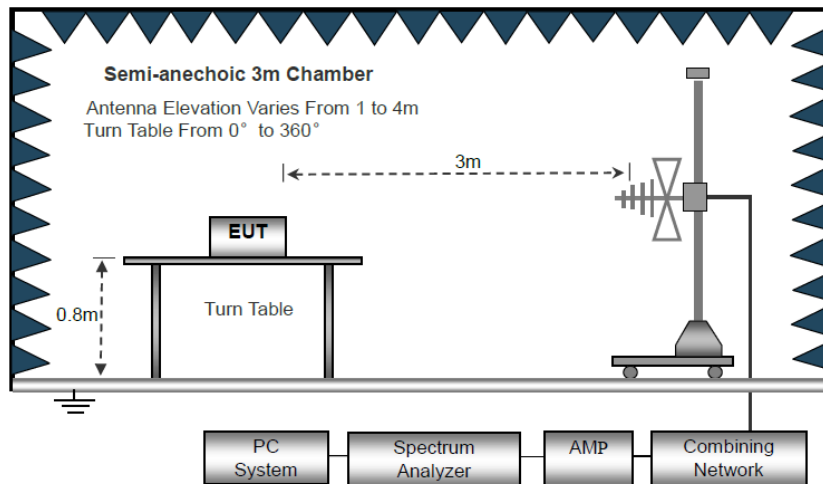 Semi-anechoic 3m Chamber
Antenna Elevation Varies From 1 to 4m
Turn Table From 0° to 360°
3m
EUT
0.8m
Turn Table
PC
System
Spectrum
Analyzer
AMP
Combining
Network